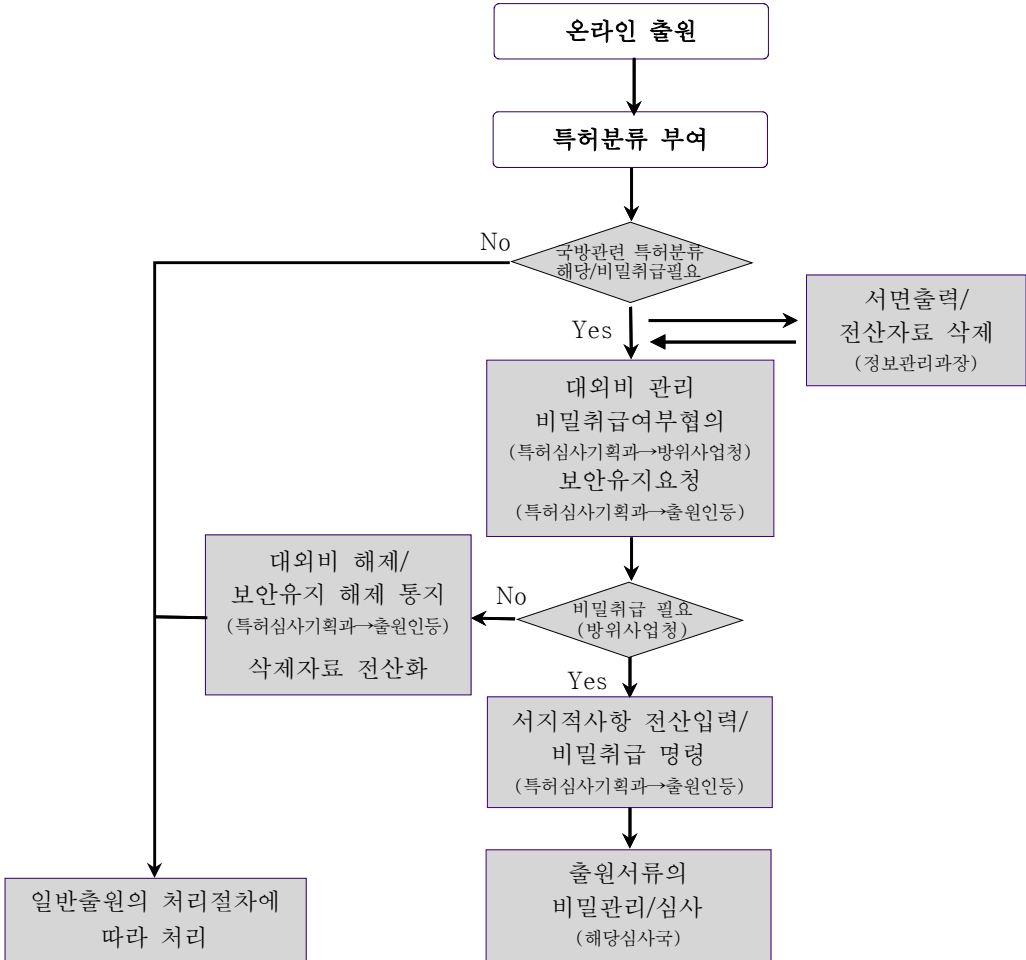 온라인 출원
특허분류 부여
No
국방관련 특허분류
해당/비밀취급필요
Yes
서면출력/
전산자료 삭제
(정보관리과장)
대외비 관리
비밀취급여부협의
(특허심사기획과→방위사업청)
보안유지요청
(특허심사기획과→출원인등)
대외비 해제/
보안유지 해제 통지
(특허심사기획과→출원인등)
삭제자료 전산화
No
비밀취급 필요
(방위사업청)
Yes
서지적사항 전산입력/
비밀취급 명령
(특허심사기획과→출원인등)
일반출원의 처리절차에
따라 처리
출원서류의
비밀관리/심사
(해당심사국)